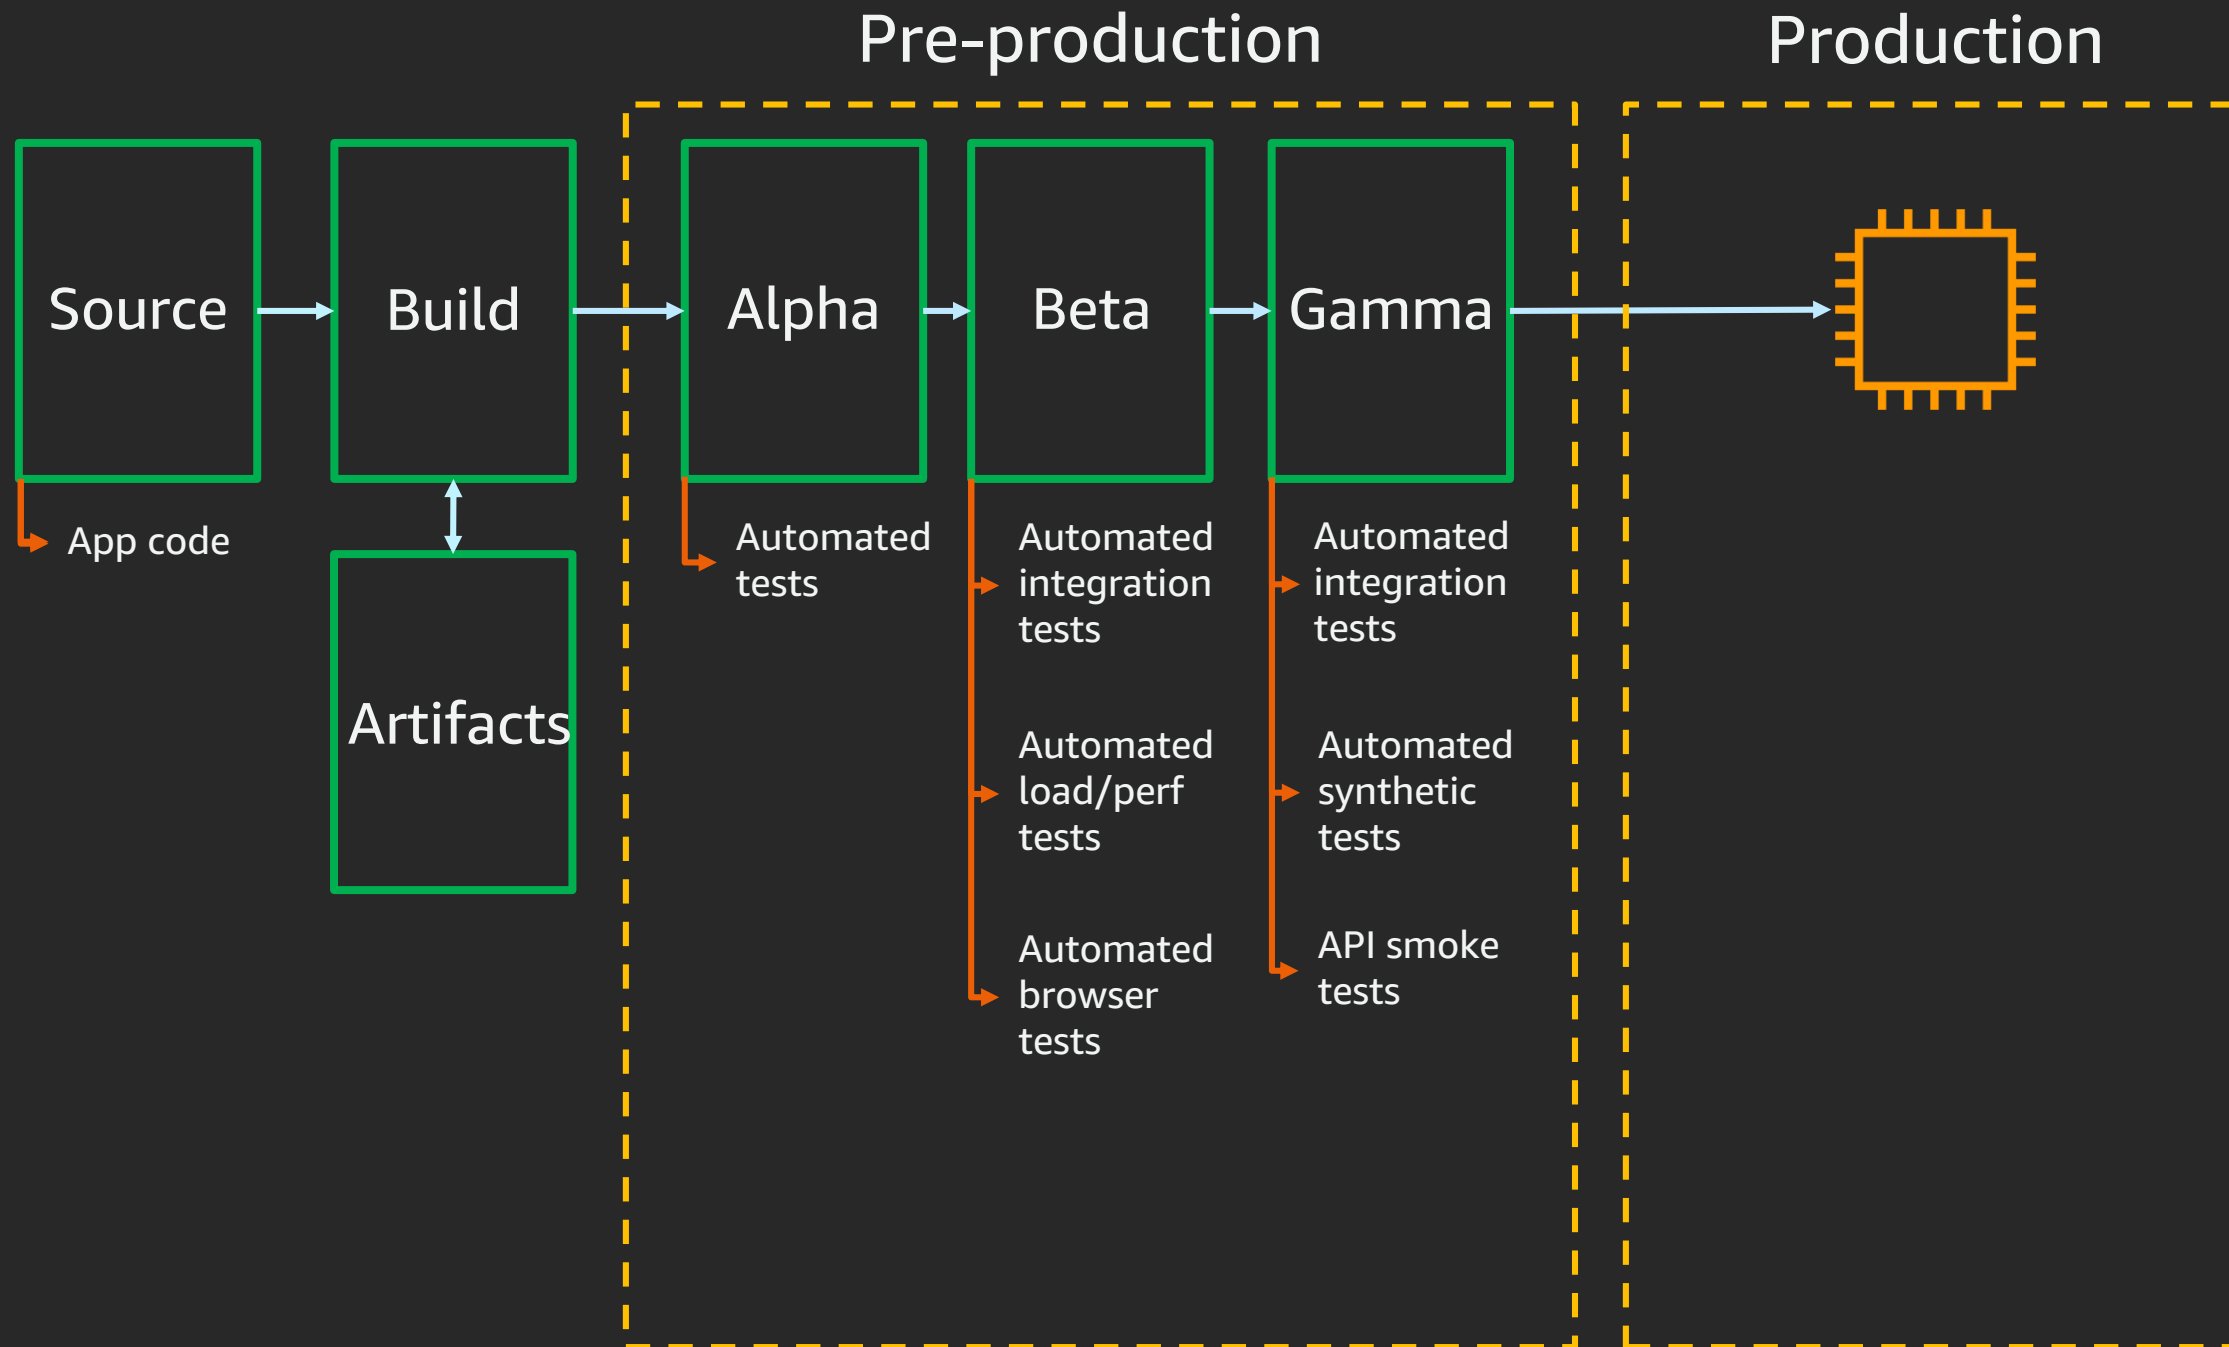 Pre-production
Production
Source
Build
Alpha
Beta
Gamma
App code
Artifacts
Automated
tests
Automated
integration
tests
Automated
load/perf
tests
Automated
browser
tests
Automated
integration
tests
Automated
synthetic
tests
API smoke
tests